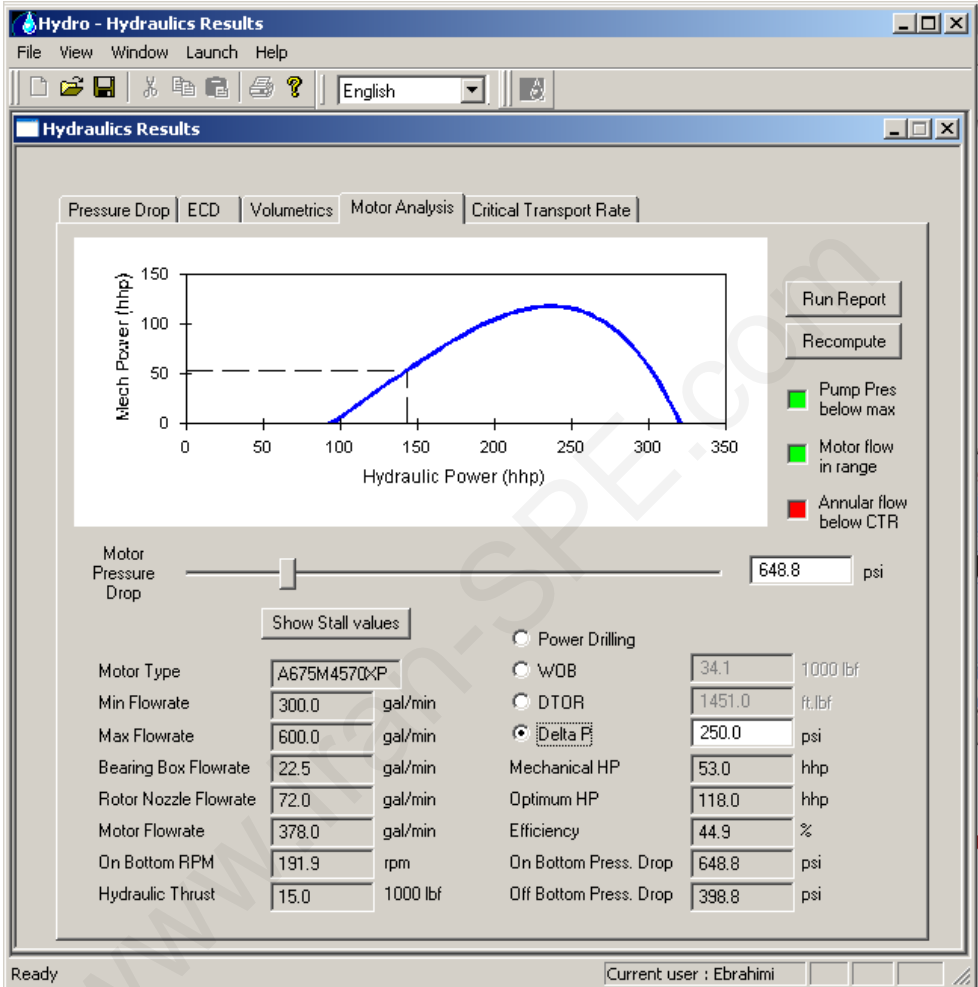 Hydro - Hydraulics Results
File View Window Launch Help
English
Hydraulics Results
Pressure Drop ECD Volumetrics Motor Analysis Critical Transport Rate
Mech Power (hhp)
150
100
50
0
0 50 100 150 200 250 300 350
Hydraulic Power (hhp)
Run Report
Recompute
Pump Pres
below max
Motor flow
in range
Annular flow
below CTR
Motor
Pressure
Drop
648.8 psi
Show Stall values
Power Drilling
Motor Type A675M4570XP
WOB 34.1 1000 lbf
Min Flowrate 300.0 gal/min
DTOR 1451.0 ft.lbf
Max Flowrate 600.0 gal/min
Delta P 250.0 psi
Bearing Box Flowrate 22.5 gal/min
Mechanical HP 53.0 hhp
Rotor Nozzle Flowrate 72.0 gal/min
Optimum HP 118.0 hhp
Motor Flowrate 378.0 gal/min
Efficiency 44.9 %
On Bottom RPM 191.9 rpm
On Bottom Press. Drop 648.8 psi
Hydraulic Thrust 15.0 1000 lbf
Off Bottom Press. Drop 398.8 psi
Ready
Current user : Ebrahimi
www.iran-SPE.com